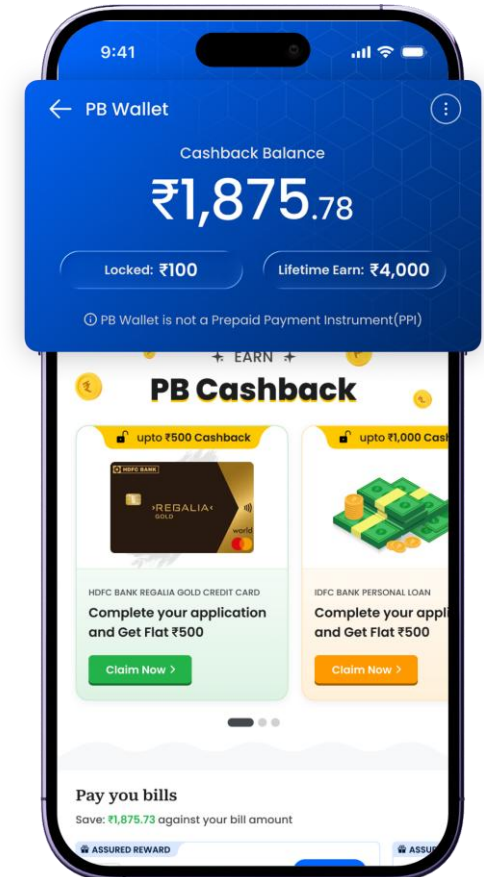 9:41
PB Wallet
Cashback Balance
₹1,875.78
Locked: ₹100
Lifetime Earn: ₹4,000
PB Wallet is not a Prepaid Payment Instrument(PPI)
EARN
PB Cashback
upto ₹500 Cashback
HDFC BANK
REGALIA
GOLD
world
HDFC BANK REGALIA GOLD CREDIT CARD
Complete your application
and Get Flat ₹500
Claim Now >
upto ₹1,000 Cash
IDFC BANK PERSONAL LOAN
Complete your appli
and Get Flat ₹500
Claim Now >
Pay you bills
Save: ₹1,875.73 against your bill amount
ASSURED REWARD
ASSUR